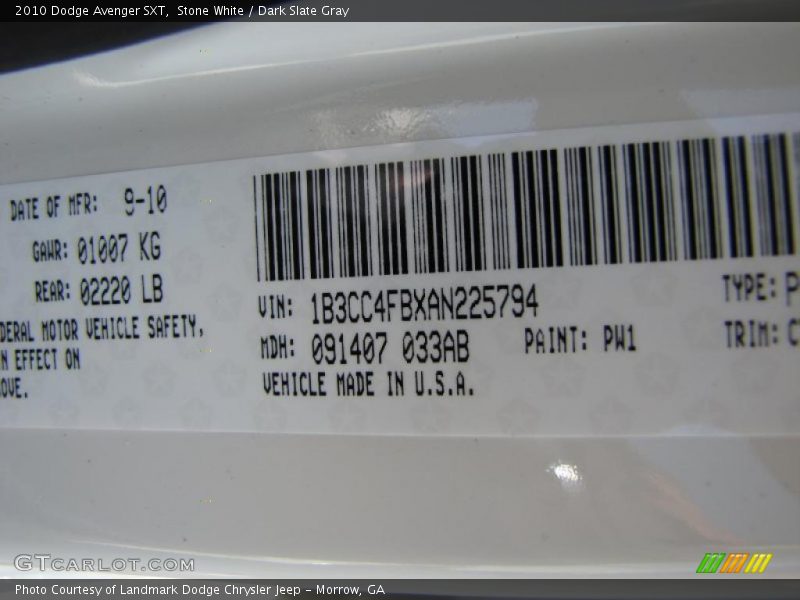 2010 Dodge Avenger SXT, Stone White / Dark Slate Gray
DATE OF MFR: 9-10
GAWR: 01007 KG
REAR: 02220 LB
VEHICLE SAFETY,
MOTOR
IN EFFECT ON
VIN: 1B3CC4FBXAN225794
MDH: 091407 033AB
PAINT: PW1
VEHICLE MADE IN U.S.A.
TYPE: P
TRIM: C
GTCARLOT.COM
Photo Courtesy of Landmark Dodge Chrysler Jeep - Morrow, GA